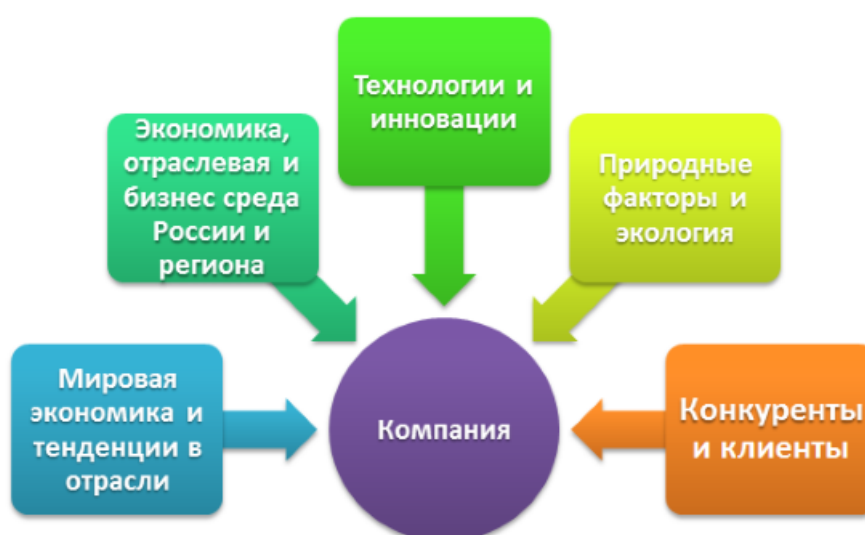 Технологии и
инновации
Экономика,
отраслевая и
бизнес среда
России и
региона
Природные
факторы и
экология
Мировая
экономика и
тенденции в
отрасли
Компания
Конкуренты
и клиенты